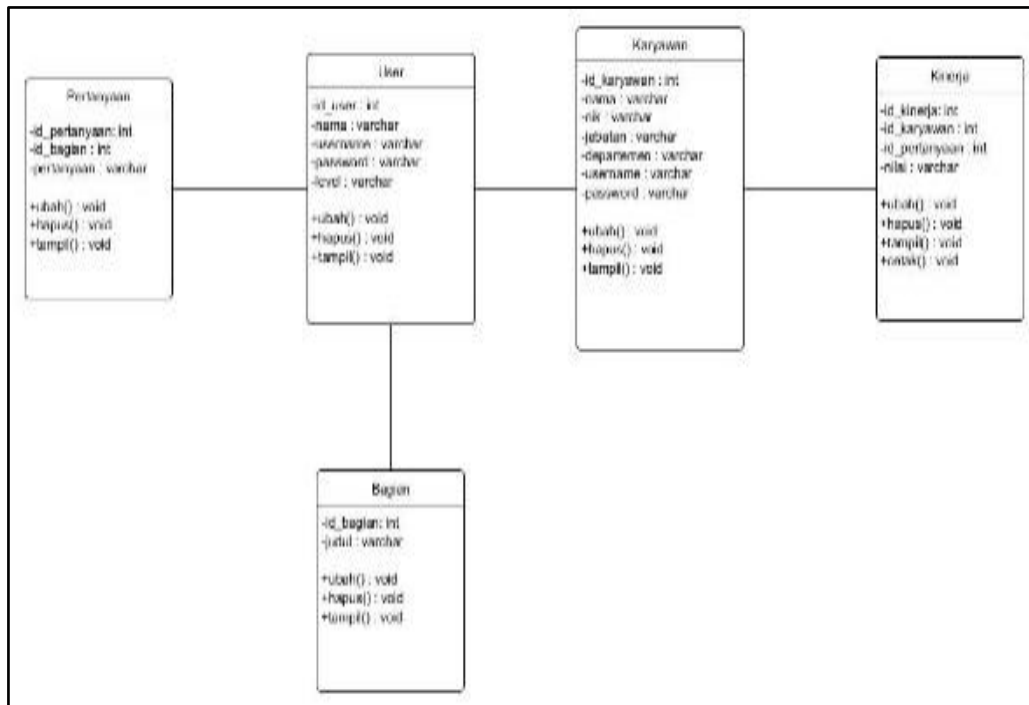 Pertanyaan
-id_pertanyaan: int
-id_bagian : int
-pertanyaan : varchar
+ubah() : void
+hapus() : void
+tampil() : void
User
-id_user : int
-nama : varchar
-username : varchar
-password : varchar
-level : varchar
+ubah() : void
+hapus() : void
+tampil() : void
Karyawan
-id_karyawan : int
-nama : varchar
-nik : varchar
-jabatan : varchar
-departemen : varchar
-username : varchar
-password : varchar
+ubah() : void
+hapus() : void
+tampil() : void
Kinerja
-id_kinerja: int
-id_karyawan : int
-id_pertanyaan : int
-nilai : varchar
+ubah() : void
+hapus() : void
+tampil() : void
+cetak() : void
Bagian
-id_bagian: int
-judul : varchar
+ubah() : void
+hapus() : void
+tampil() : void